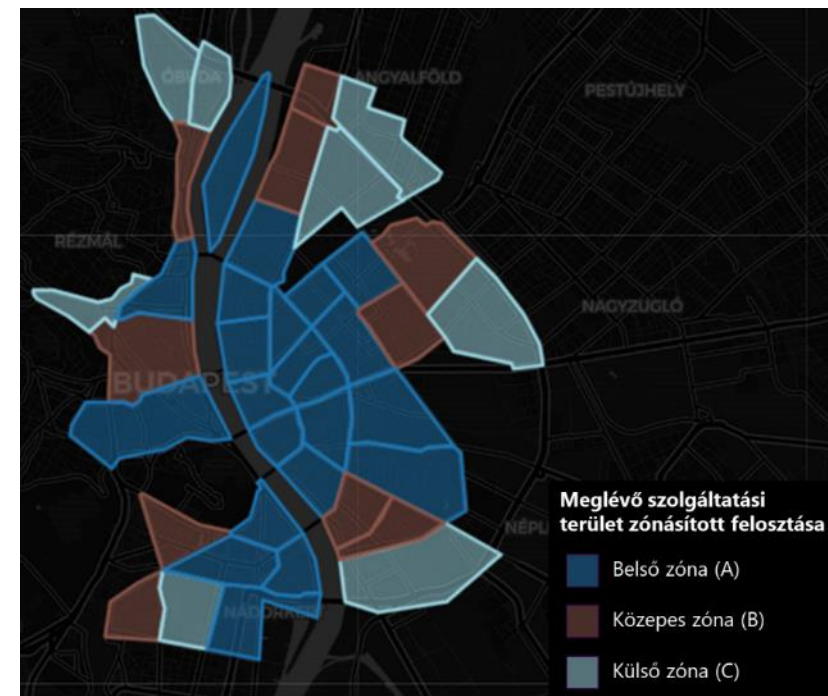 ÓBUDA
ANGYALFÖLD
PESTÚJHELY
RÉZMÁL
NAGYZUGLÓ
BUDAPEST
Meglévő szolgáltatási
terület zónásított felosztása
Belső zóna (A)
Közepes zóna (B)
Külső zóna (C)